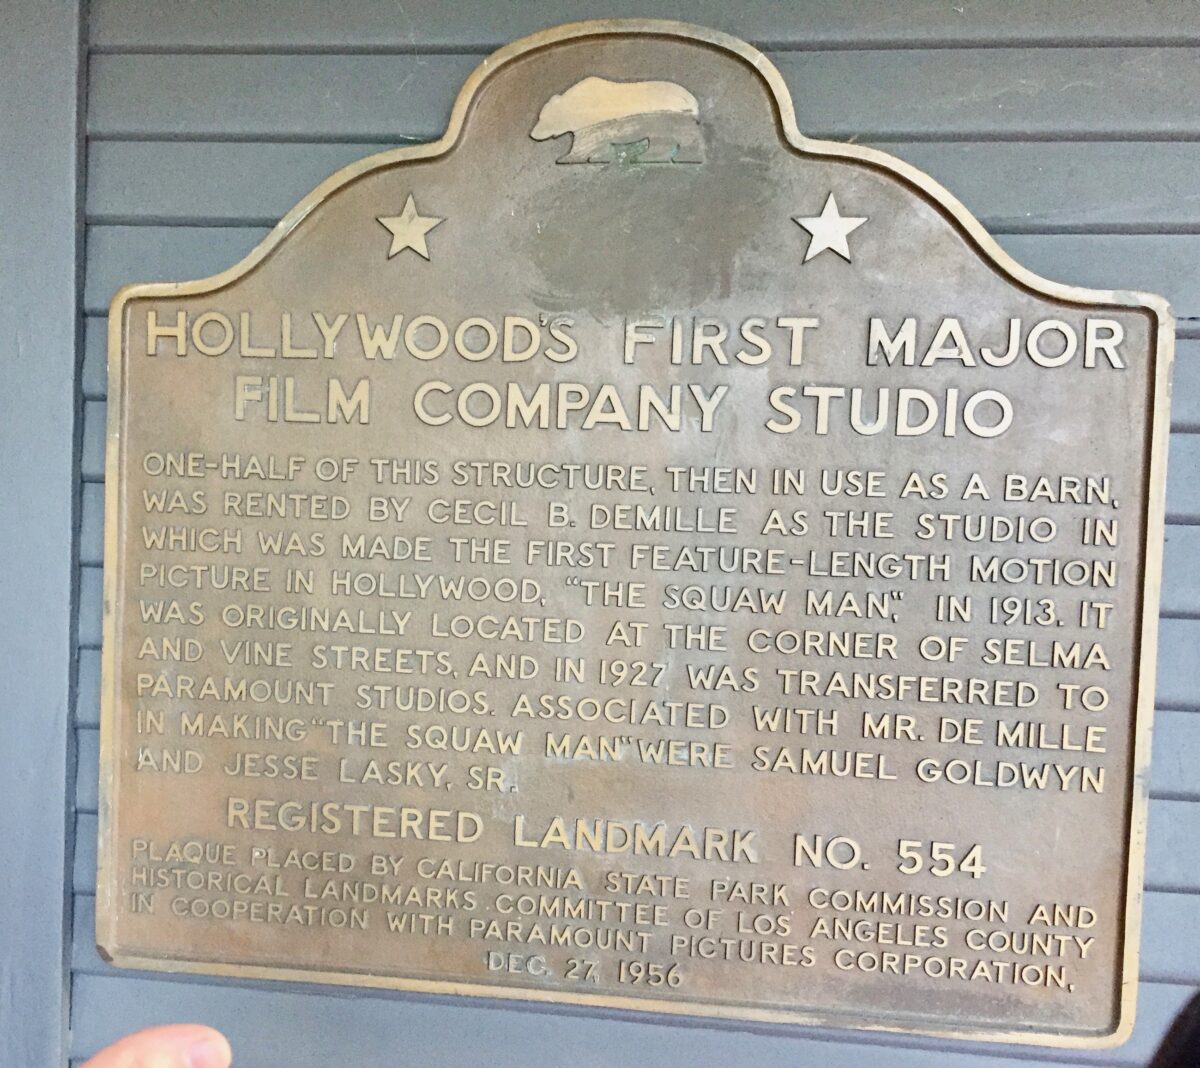 HOLLYWOOD'S FIRST MAJOR
FILM COMPANY STUDIO
ONE-HALF OF THIS STRUCTURE, THEN IN USE AS A BARN,
WAS RENTED BY CECIL B. DEMILLE AS THE STUDIO IN
WHICH WAS MADE THE FIRST FEATURE-LENGTH MOTION
PICTURE IN HOLLYWOOD, "THE SQUAW MAN," IN 1913. IT
WAS ORIGINALLY LOCATED AT THE CORNER OF SELMA
AND VINE STREETS, AND IN 1927 WAS TRANSFERRED TO
PARAMOUNT STUDIOS. ASSOCIATED WITH MR. DE MILLE
IN MAKING "THE SQUAW MAN" WERE SAMUEL GOLDWYN
AND JESSE LASKY, SR.
REGISTERED LANDMARK NO. 554
PLAQUE PLACED BY CALIFORNIA STATE PARK COMMISSION AND
HISTORICAL LANDMARKS COMMITTEE OF LOS ANGELES COUNTY
IN COOPERATION WITH PARAMOUNT PICTURES CORPORATION,
DEC. 27, 1956